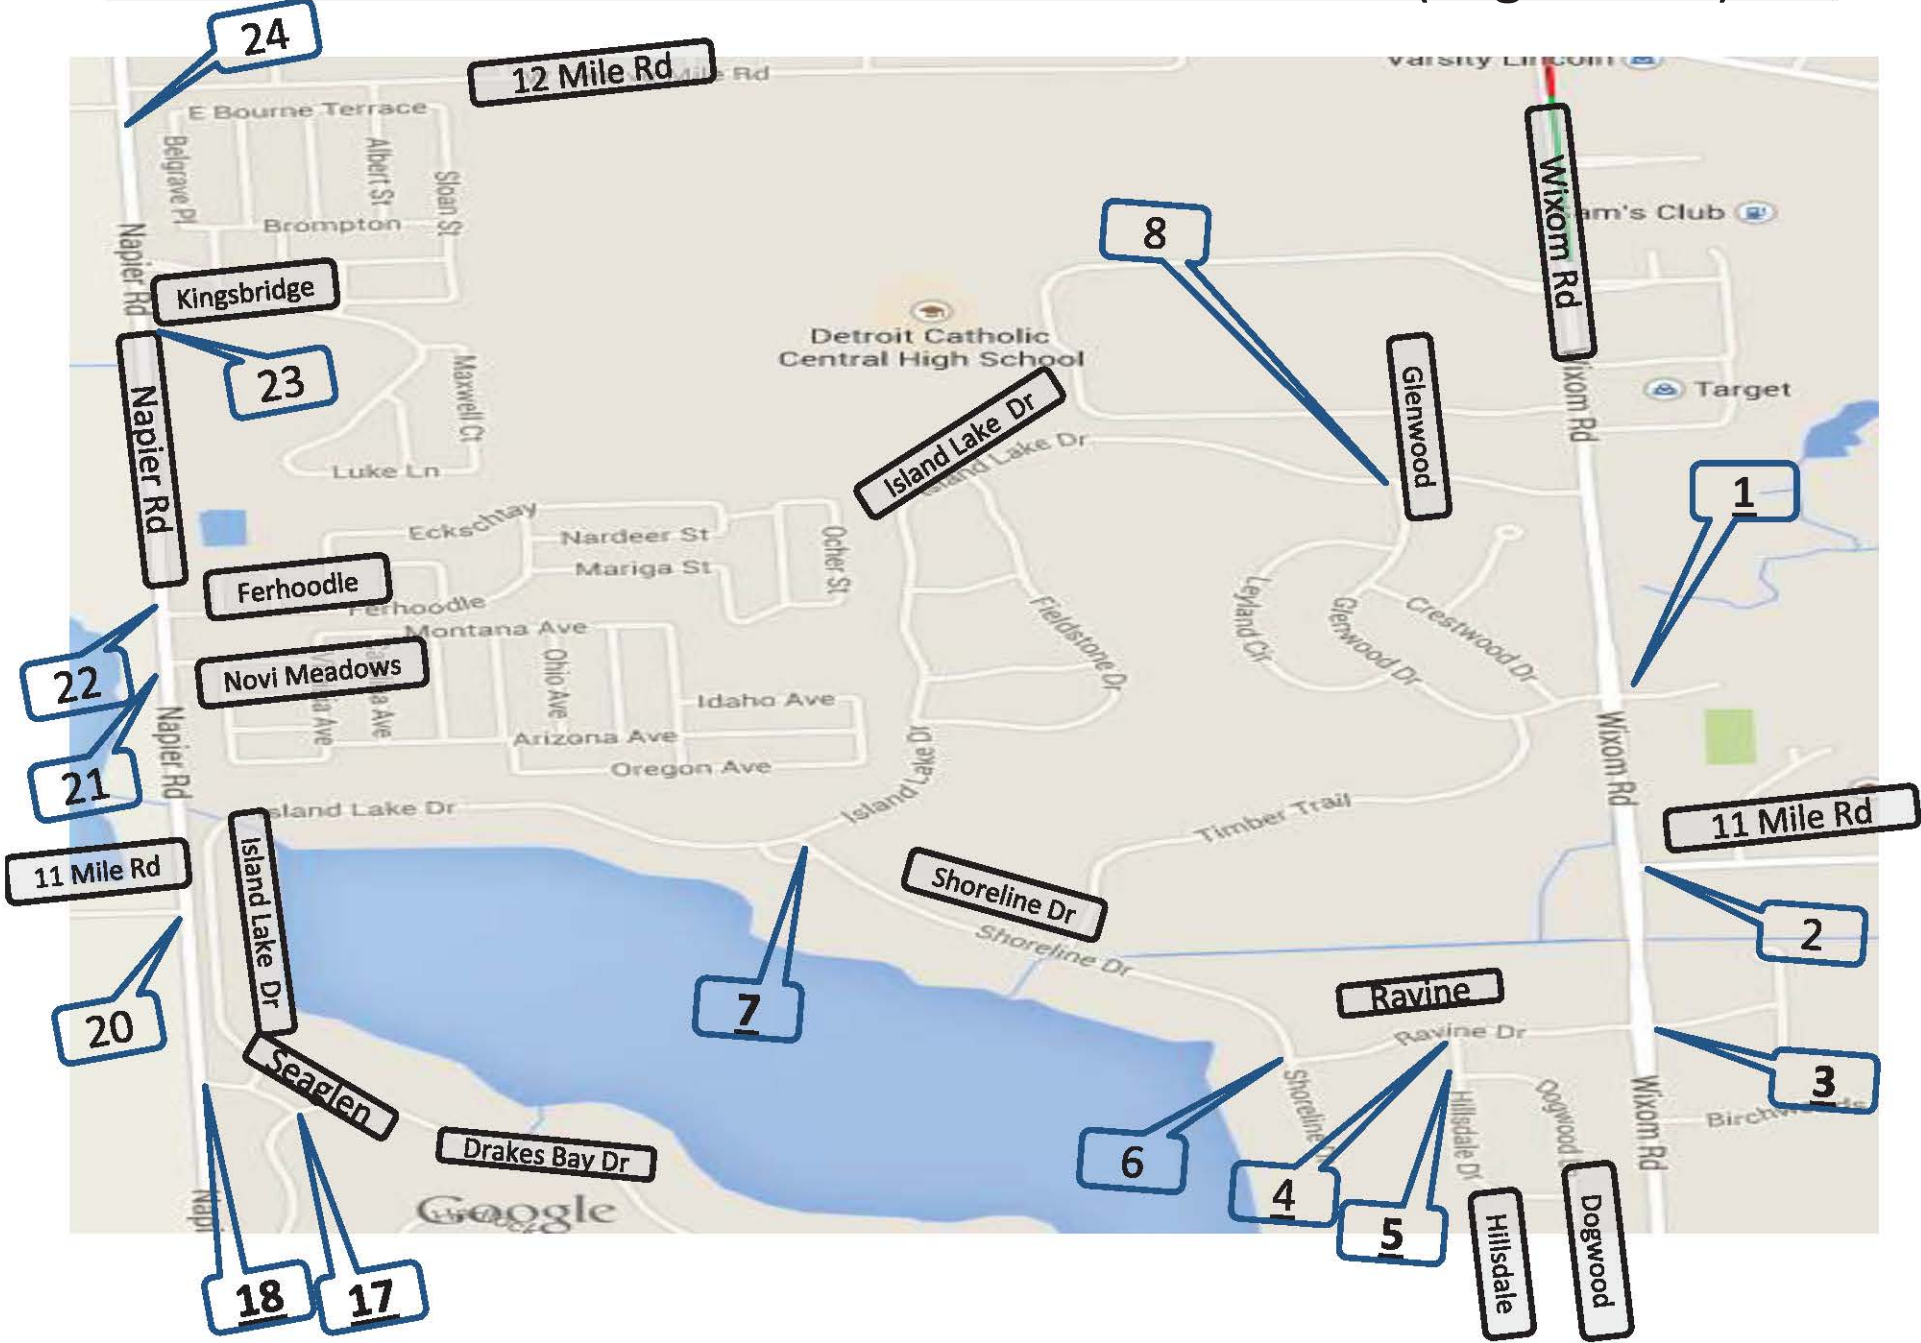 24
12 Mile Rd
Mile Rd
Varsity Lincoln
E Bourne Terrace
Belgrave Pl
Albert St
Sloan St
Wixom Rd
Sam's Club
8
Brompton
Napier Rd
Kingsbridge
Detroit Catholic
Central High School
23
Napier Rd
Maxwell Ct
Glenwood
Wixom Rd
Target
Island Lake Dr
Island Lake Dr
Luke Ln
1
Eckschtay
Nardeer St
Ocher St
Mariga St
Ferhoodle
Ferhoodle
Montana Ave
Fieldstone Dr
Leyland Cir
Glenwood Dr
Crestwood Dr
22
Novi Meadows
Ohio Ave
Idaho Ave
Napier Rd
Arizona Ave
Oregon Ave
Wixom Rd
21
Island Lake Dr
Island Lake Dr
Timber Trail
11 Mile Rd
11 Mile Rd
Island Lake Dr
Shoreline Dr
Shoreline Dr
2
20
7
Ravine
Ravine Dr
Seaglen
3
Shoreline Dr
Hillsdale Dr
Dogwood
Wixom Rd
Drakes Bay Dr
6
4
5
Hillsdale
Dogwood
Napi
Google
18
17